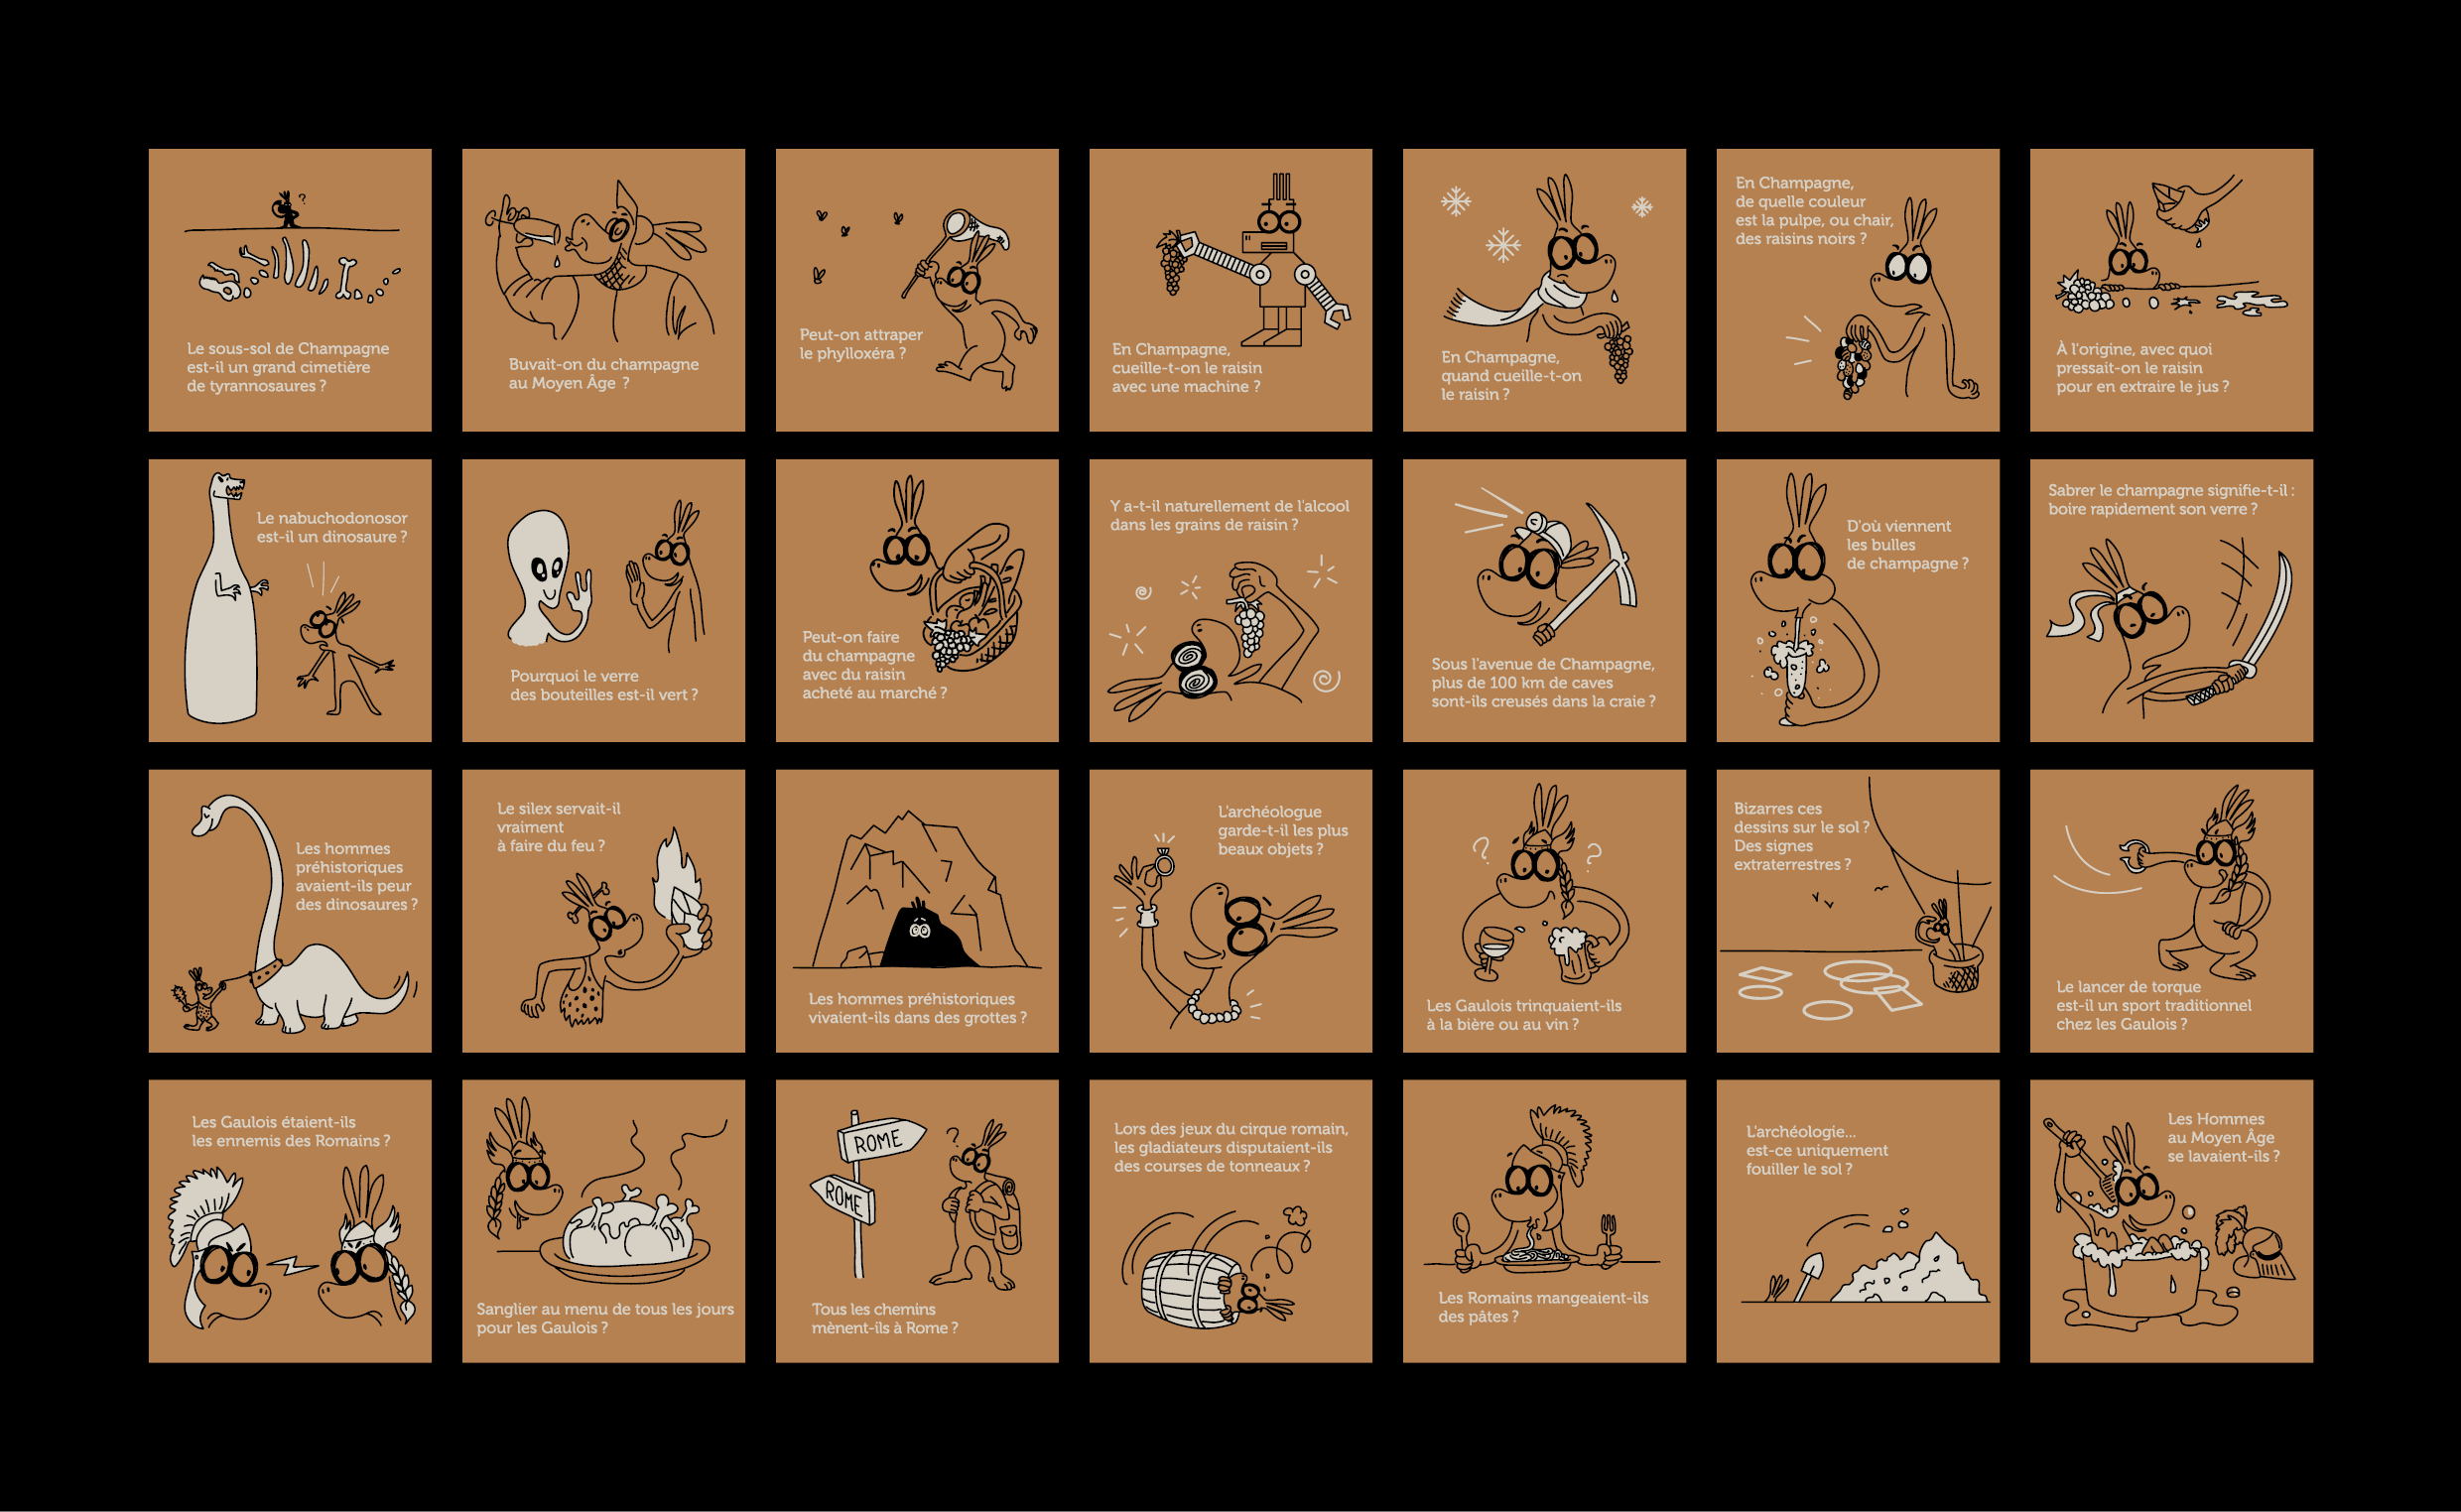 Le sous-sol de Champagne
est-il un grand cimetière
de tyrannosaures ?
Buvait-on du champagne
au Moyen Âge ?
Peut-on attraper
le phylloxéra ?
En Champagne,
cueille-t-on le raisin
avec une machine ?
En Champagne,
quand cueille-t-on
le raisin ?
En Champagne,
de quelle couleur
est la pulpe, ou chair,
des raisins noirs ?
À l'origine, avec quoi
pressait-on le raisin
pour en extraire le jus ?
Le nabuchodonosor
est-il un dinosaure ?
Pourquoi le verre
des bouteilles est-il vert ?
Peut-on faire
du champagne
avec du raisin
acheté au marché ?
Y a-t-il naturellement de l'alcool
dans les grains de raisin ?
Sous l'avenue de Champagne,
plus de 100 km de caves
sont-ils creusés dans la craie ?
D'où viennent
les bulles
de champagne ?
Sabrer le champagne signifie-t-il :
boire rapidement son verre ?
Les hommes
préhistoriques
avaient-ils peur
des dinosaures ?
Le silex servait-il
vraiment
à faire du feu ?
Les hommes préhistoriques
vivaient-ils dans des grottes ?
L'archéologue
garde-t-il les plus
beaux objets ?
Les Gaulois trinquaient-ils
à la bière ou au vin ?
Bizarres ces
dessins sur le sol ?
Des signes
extraterrestres ?
Le lancer de torque
est-il un sport traditionnel
chez les Gaulois ?
Les Gaulois étaient-ils
les ennemis des Romains ?
Sanglier au menu de tous les jours
pour les Gaulois ?
ROME
ROME
Tous les chemins
mènent-ils à Rome ?
Lors des jeux du cirque romain,
les gladiateurs disputaient-ils
des courses de tonneaux ?
Les Romains mangeaient-ils
des pâtes ?
L'archéologie...
est-ce uniquement
fouiller le sol ?
Les Hommes
au Moyen Âge
se lavaient-ils ?